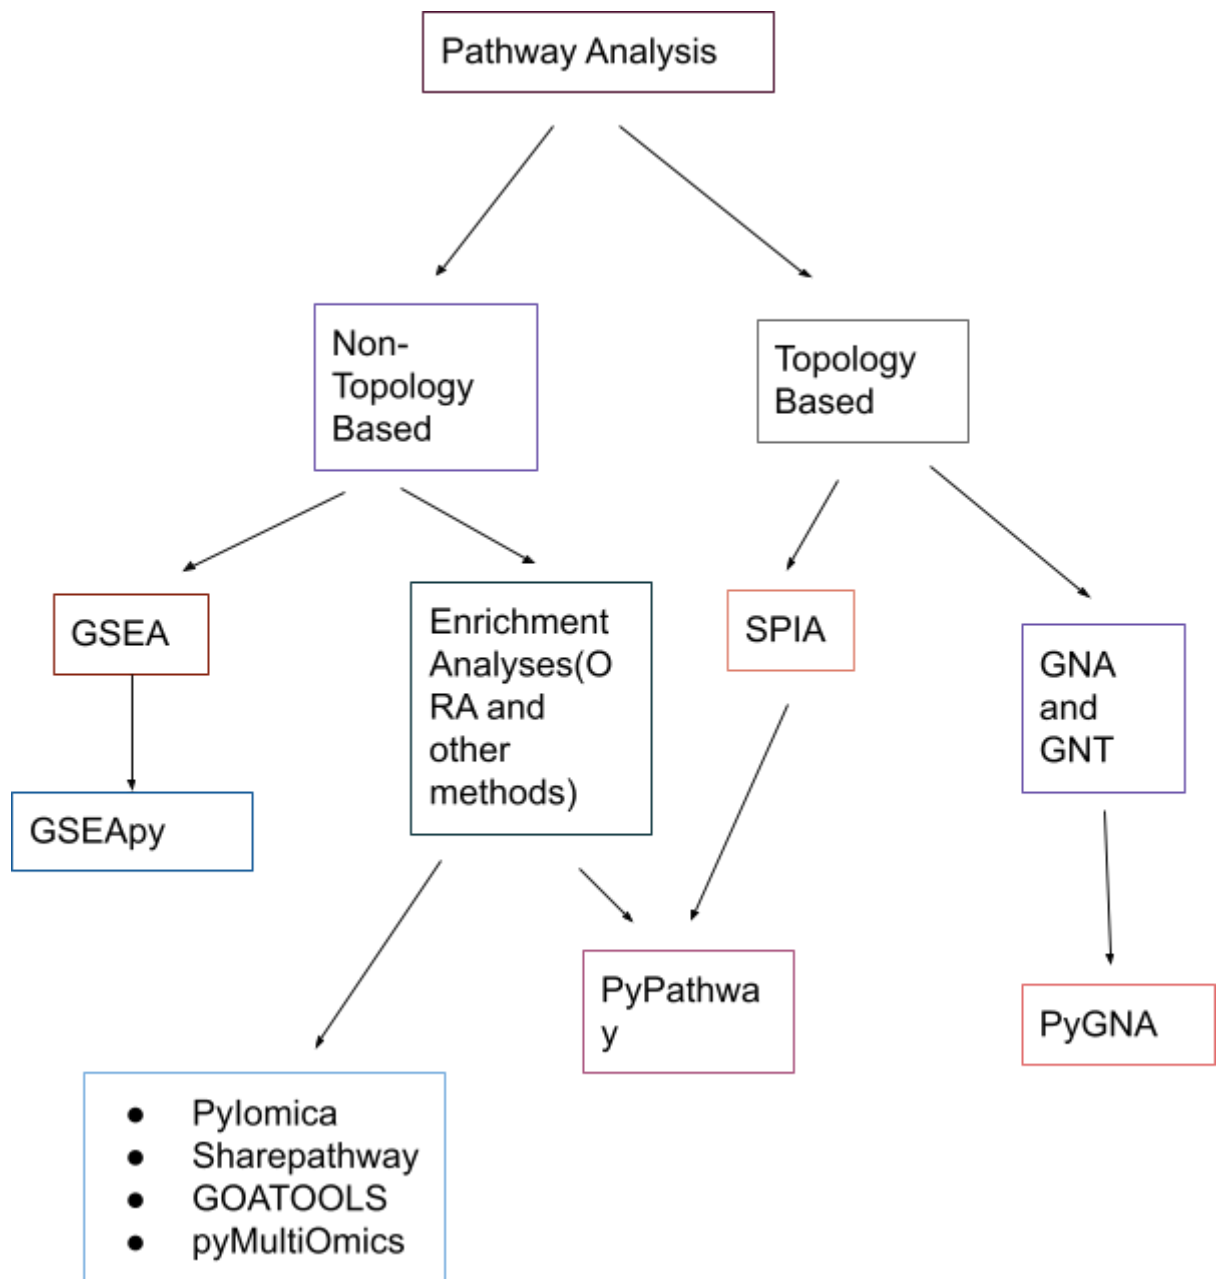 Pathway Analysis
Non-
Topology
Based
Topology
Based
GSEA
Enrichment
Analyses(O
RA and
other
methods)
SPIA
GNA
and
GNT
GSEApy
PyPathwa
y
PyGNA
● PyIomica
● Sharepathway
● GOATOOLS
● pyMultiOmics